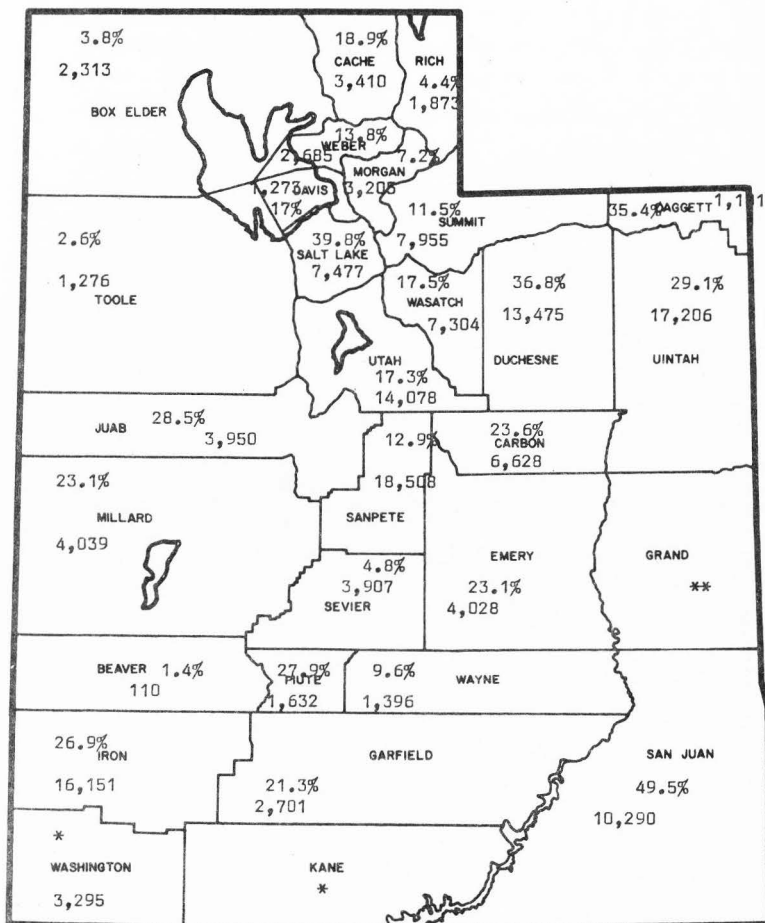 3.8%
2,313
BOX ELDER
18.9%
CACHE
3,410
RICH
4.4%
1,873
13.8%
WEBER
2,685
7.2%
MORGAN
3,206
1,273
DAVIS
17%
11.5%
SUMMIT
7,955
35.4%
DAGGETT
2.6%
1,276
TOOLE
39.8%
SALT LAKE
7,477
17.5%
WASATCH
7,304
36.8%
13,475
DUCHESNE
29.1%
17,206
UINTAH
UTAH
17.3%
14,078
JUAB
28.5%
3,950
12.9%
18,508
SANPETE
23.6%
CARBON
6,628
23.1%
MILLARD
4,039
4.8%
3,907
SEVIER
EMERY
23.1%
4,028
GRAND
**
BEAVER 1.4%
110
27.9%
PIUTE
1,632
9.6%
WAYNE
1,396
26.9%
IRON
16,151
GARFIELD
21.3%
2,701
SAN JUAN
49.5%
10,290
*
WASHINGTON
3,295
KANE
*